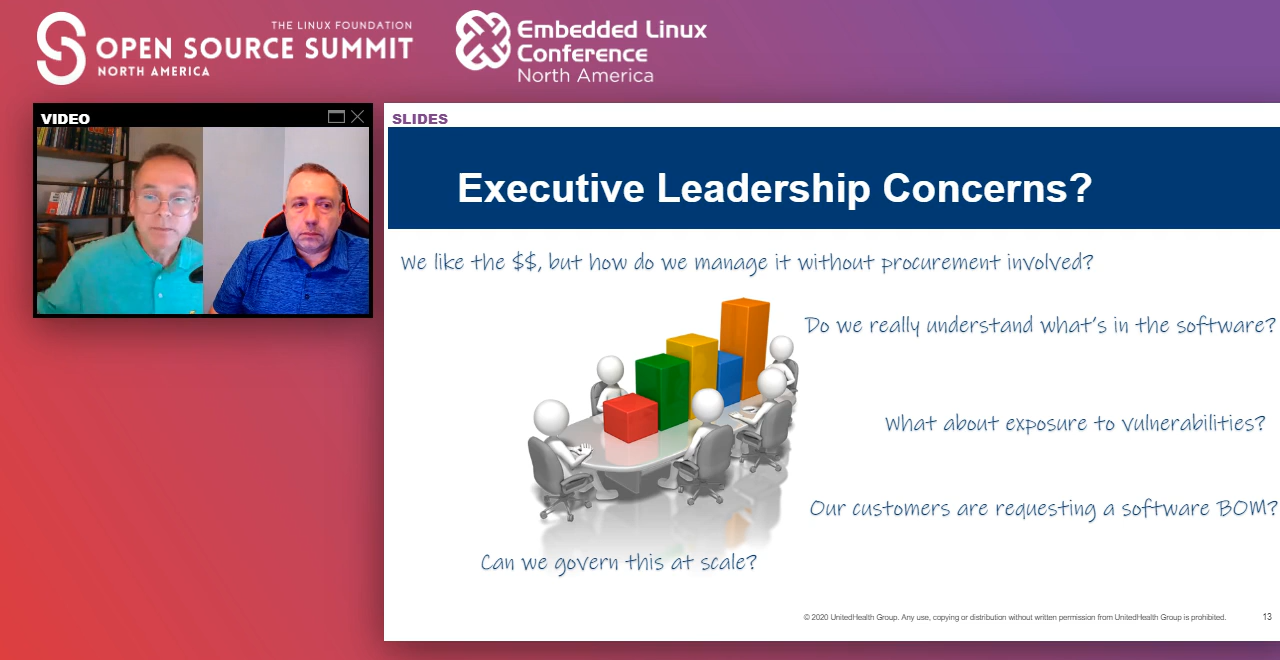 THE LINUX FOUNDATION
OPEN SOURCE SUMMIT
NORTH AMERICA
Embedded Linux
Conference
North America
VIDEO
SLIDES
Executive Leadership Concerns?
We like the $$, but how do we manage it without procurement involved?
Do we really understand what's in the software?
What about exposure to vulnerabilities?
Our customers are requesting a software BOM?
Can we govern this at scale?
© 2020 UnitedHealth Group. Any use, copying or distribution without written permission from UnitedHealth Group is prohibited. 13